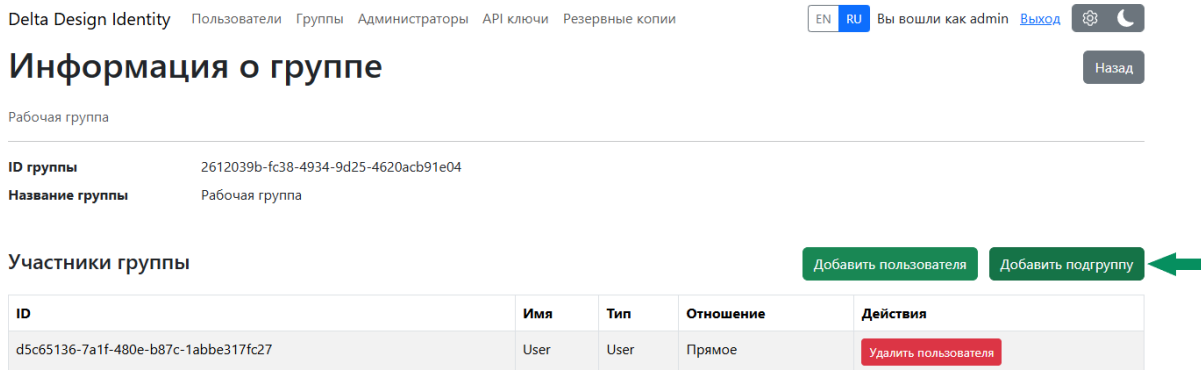 Delta Design Identity Пользователи Группы Администраторы API ключи Резервные копии EN RU Вы вошли как admin Выход
Информация о группе Назад
Рабочая группа
ID группы 2612039b-fc38-4934-9d25-4620acb91e04
Название группы Рабочая группа
Участники группы Добавить пользователя Добавить подгруппу
ID Имя Тип Отношение Действия
d5c65136-7a1f-480e-b87c-1abbe317fc27 User User Прямое Удалить пользователя